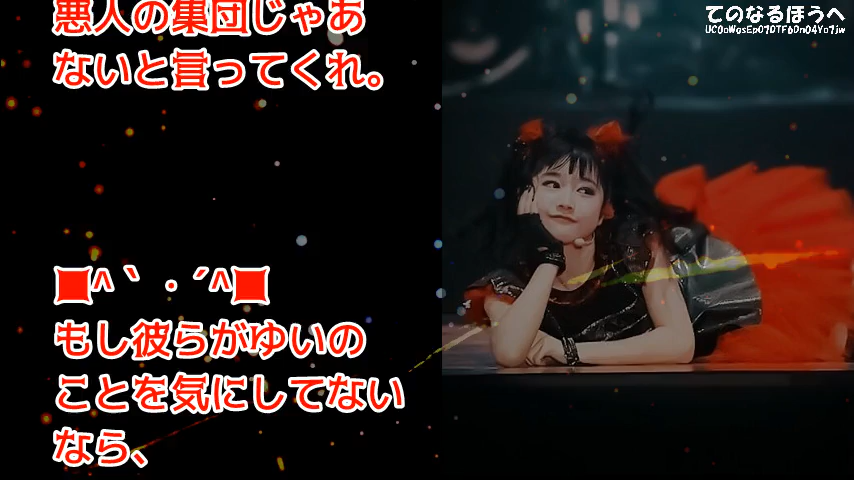 悪人の集団じゃあ
ないと言ってくれ。
■^｀・´^■
もし彼らがゆいの
ことを気にしてない
なら、
てのなるほうへ